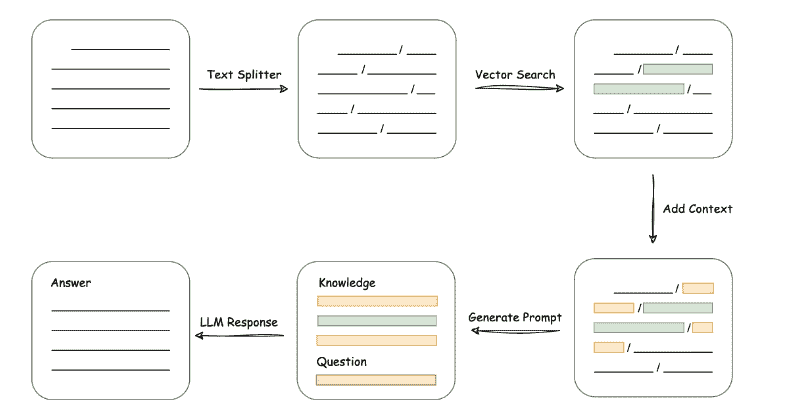 Text Splitter
Vector Search
Add Context
Generate Prompt
Knowledge
Question
LLM Response
Answer